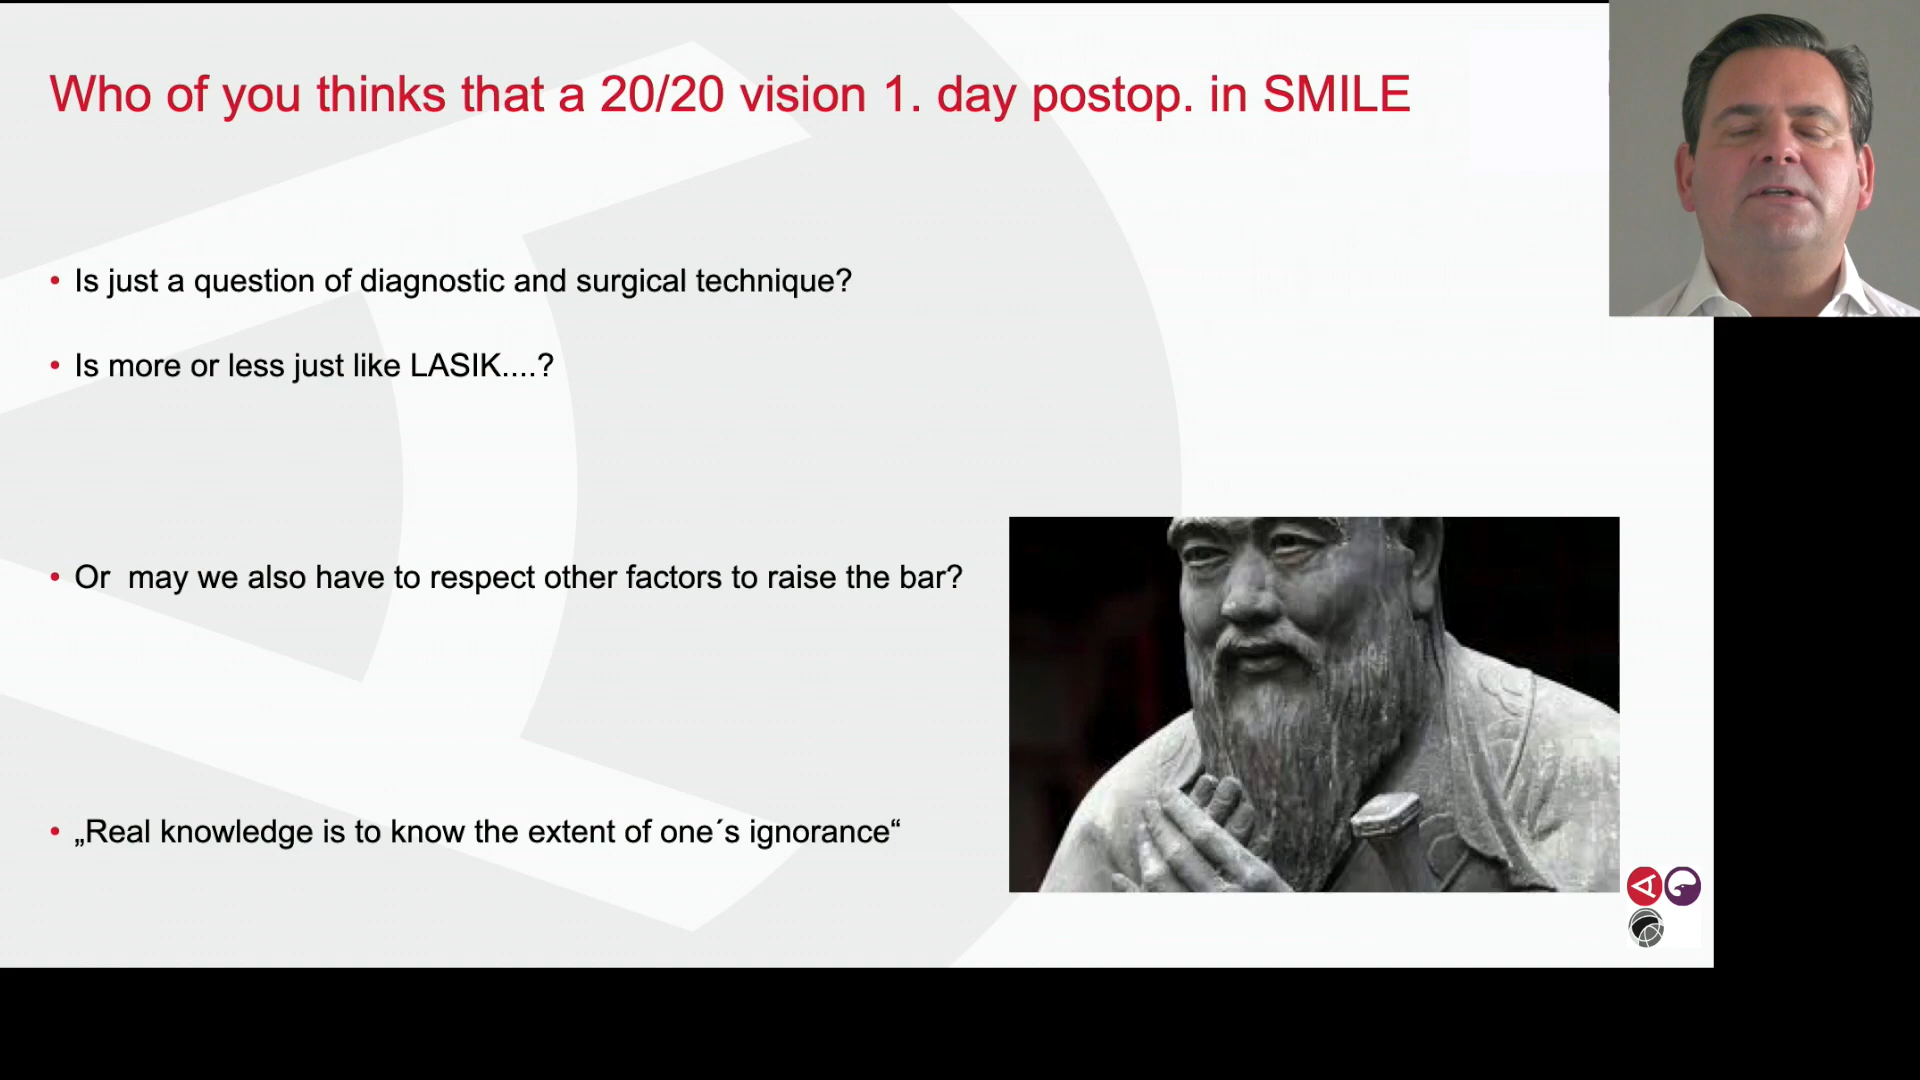 Who of you thinks that a 20/20 vision 1. day postop. in SMILE
• Is just a question of diagnostic and surgical technique?
• Is more or less just like LASIK....?
• Or  may we also have to respect other factors to raise the bar?
• „Real knowledge is to know the extent of one´s ignorance“